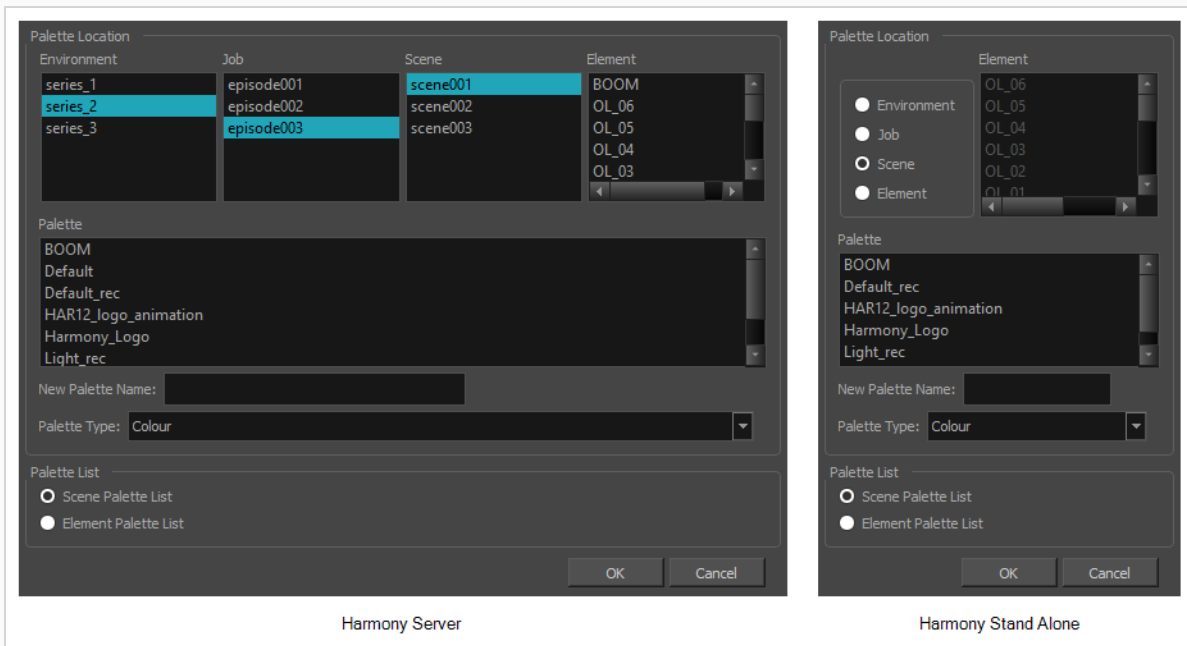 Palette Location
Environment Job Scene Element
series_1 episode001 scene001 BOOM
series_2 episode002 scene002 OL_06
series_3 episode003 scene003 OL_05
OL_04
OL_03
Palette
BOOM
Default
Default_rec
HAR12_logo_animation
Harmony_Logo
Light_rec
New Palette Name:
Palette Type: Colour
Palette List
Scene Palette List
Element Palette List
OK Cancel
Harmony Server
Palette Location
Element
Environment
Job
Scene
Element
OL_06
OL_05
OL_04
OL_03
OL_02
OL_01
Palette
BOOM
Default_rec
HAR12_logo_animation
Harmony_Logo
Light_rec
New Palette Name:
Palette Type: Colour
Palette List
Scene Palette List
Element Palette List
OK Cancel
Harmony Stand Alone